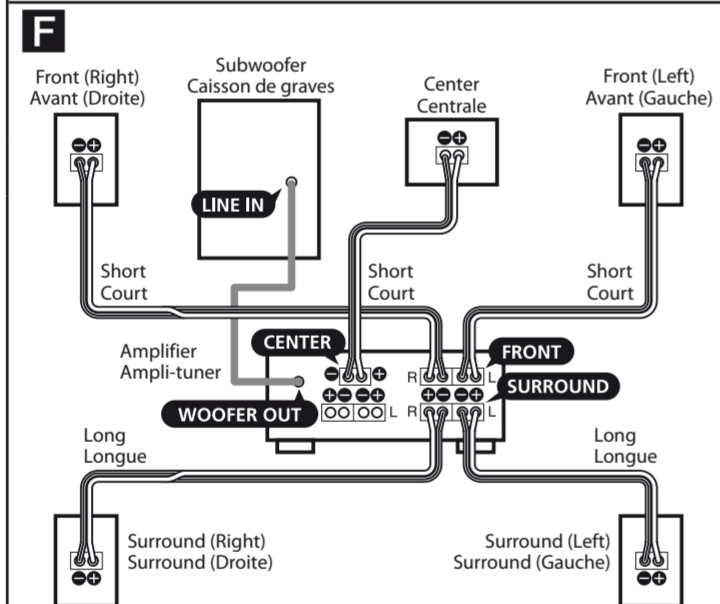 F
Front (Right)
Avant (Droite)
Subwoofer
Caisson de graves
Center
Centrale
Front (Left)
Avant (Gauche)
LINE IN
Short
Court
Short
Court
Short
Court
Amplifier
Ampli-tuner
CENTER
FRONT
R
L
SURROUND
WOOFER OUT
L
R
L
Long
Longue
Long
Longue
Surround (Right)
Surround (Droite)
Surround (Left)
Surround (Gauche)